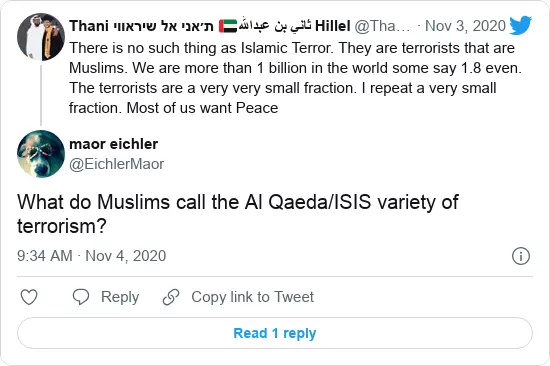 Thani ת׳אני אל שיראווי 🇦🇪ثاني بن عبدالله Hillel @Tha… · Nov 3, 2020
There is no such thing as Islamic Terror. They are terrorists that are
Muslims. We are more than 1 billion in the world some say 1.8 even.
The terrorists are a very very small fraction. I repeat a very small
fraction. Most of us want Peace
maor eichler
@EichlerMaor
What do Muslims call the Al Qaeda/ISIS variety of
terrorism?
9:34 AM · Nov 4, 2020
Reply Copy link to Tweet
Read 1 reply